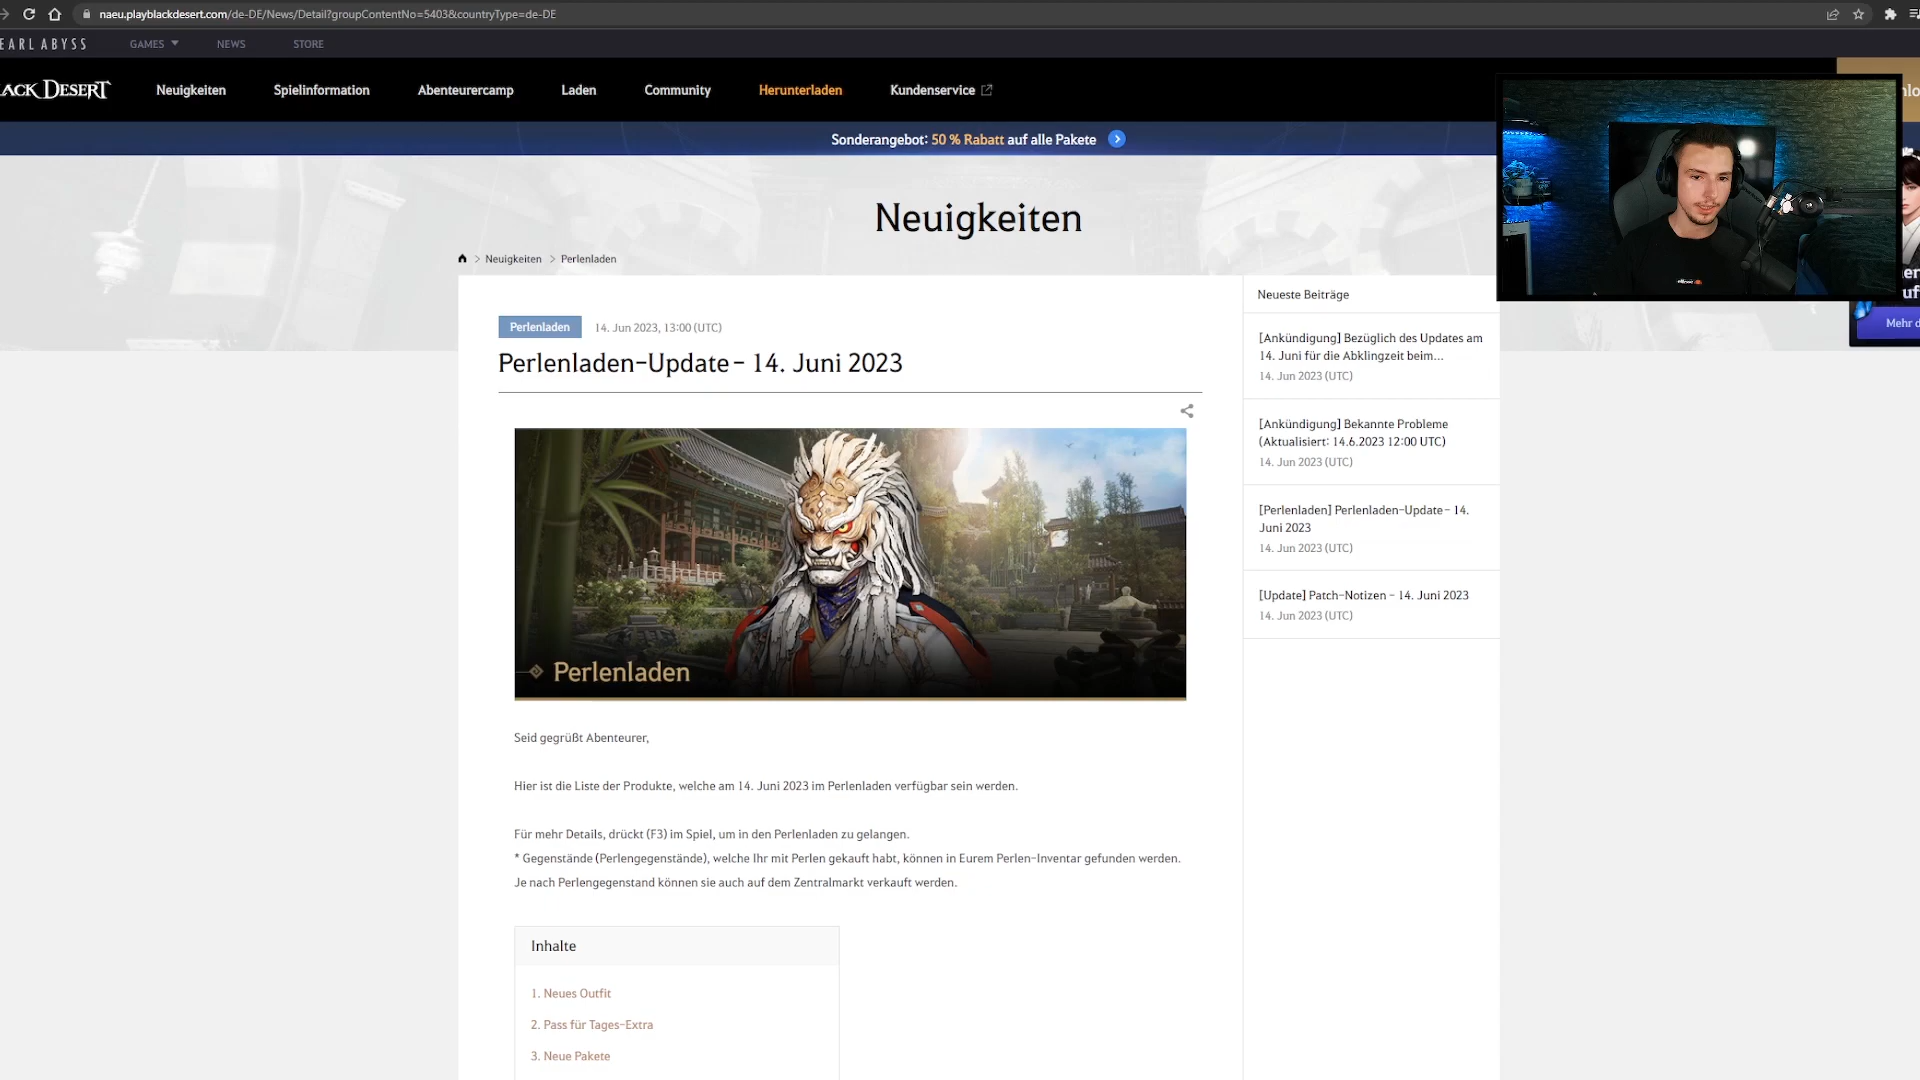 naeu.playblackdesert.com/de-DE/News/Detail?groupContentNo=5403&countryType=de-DE
EARL ABYSS
GAMES
NEWS
STORE
ACK DESERT
Neuigkeiten
Spielinformation
Abenteurercamp
Laden
Community
Herunterladen
Kundenservice
Sonderangebot: 50 % Rabatt auf alle Pakete
Neuigkeiten
Neuigkeiten > Perlenladen
Perlenladen
14. Jun 2023, 13:00 (UTC)
Perlenladen-Update - 14. Juni 2023
Perlenladen
Seid gegrüßt Abenteurer,
Hier ist die Liste der Produkte, welche am 14. Juni 2023 im Perlenladen verfügbar sein werden.
Für mehr Details, drückt (F3) im Spiel, um in den Perlenladen zu gelangen.
* Gegenstände (Perlengegenstände), welche Ihr mit Perlen gekauft habt, können in Eurem Perlen-Inventar gefunden werden.
Je nach Perlengegenstand können sie auch auf dem Zentralmarkt verkauft werden.
Inhalte
1. Neues Outfit
2. Pass für Tages-Extra
3. Neue Pakete
Neueste Beiträge
[Ankündigung] Bezüglich des Updates am
14. Juni für die Abklingzeit beim...
14. Jun 2023 (UTC)
[Ankündigung] Bekannte Probleme
(Aktualisiert: 14.6.2023 12:00 UTC)
14. Jun 2023 (UTC)
[Perlenladen] Perlenladen-Update - 14.
Juni 2023
14. Jun 2023 (UTC)
[Update] Patch-Notizen - 14. Juni 2023
14. Jun 2023 (UTC)
Mehr d